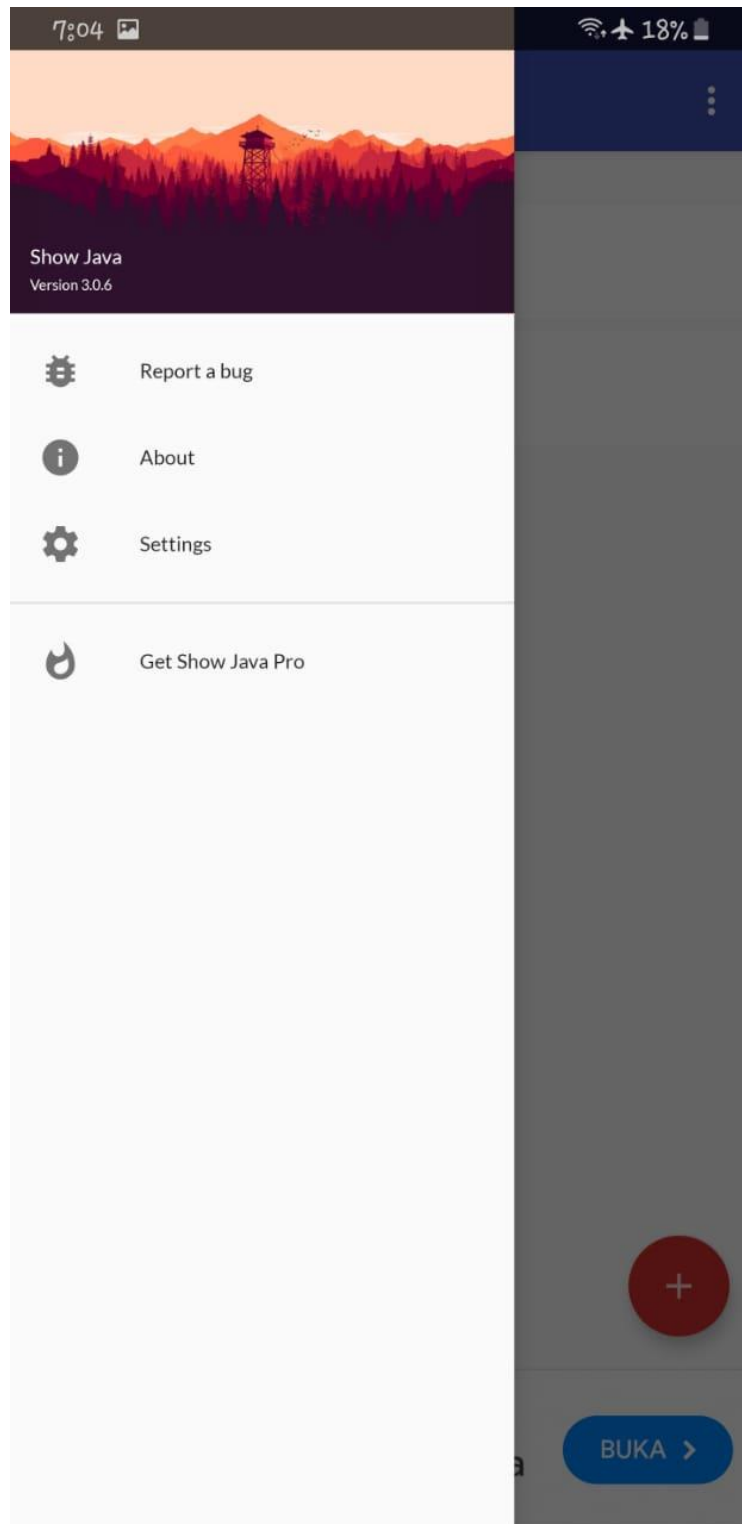 7:04 18%
Show Java
Version 3.0.6
Report a bug
About
Settings
Get Show Java Pro
a
BUKA